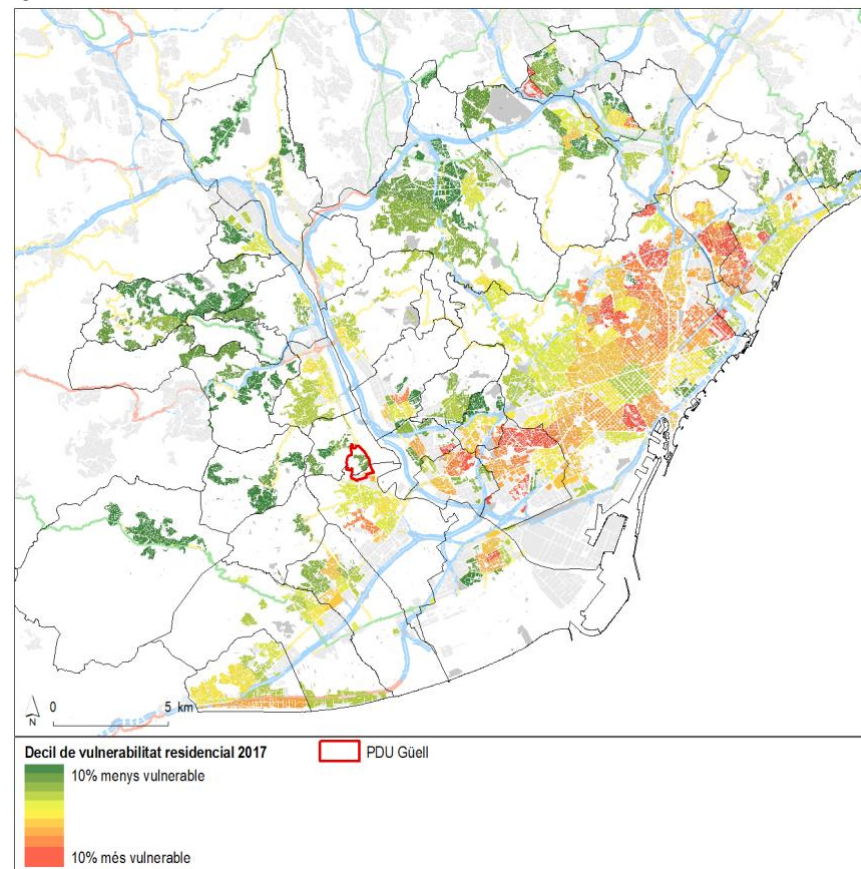 N
0 5 km
Decil de vulnerabilitat residencial 2017
PDU Güell
10% menys vulnerable
10% més vulnerable